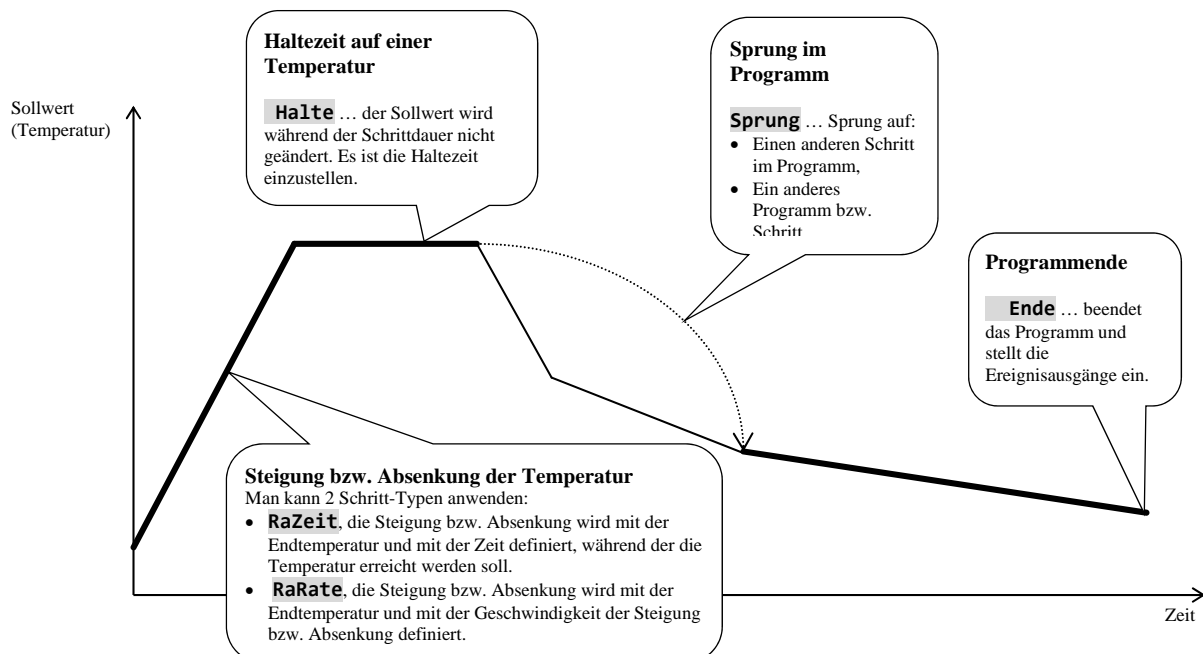 Sollwert
(Temperatur)
Haltezeit auf einer
Temperatur
Halte … der Sollwert wird
während der Schrittdauer nicht
geändert. Es ist die Haltezeit
einzustellen.
Sprung im
Programm
Sprung … Sprung auf:
• Einen anderen Schritt
im Programm,
• Ein anderes
Programm bzw.
Schritt
Programmende
Ende … beendet
das Programm und
stellt die
Ereignisausgänge ein.
Steigung bzw. Absenkung der Temperatur
Man kann 2 Schritt-Typen anwenden:
• RaZeit, die Steigung bzw. Absenkung wird mit der
Endtemperatur und mit der Zeit definiert, während der die
Temperatur erreicht werden soll.
• RaRate, die Steigung bzw. Absenkung wird mit der
Endtemperatur und mit der Geschwindigkeit der Steigung
bzw. Absenkung definiert.
Zeit